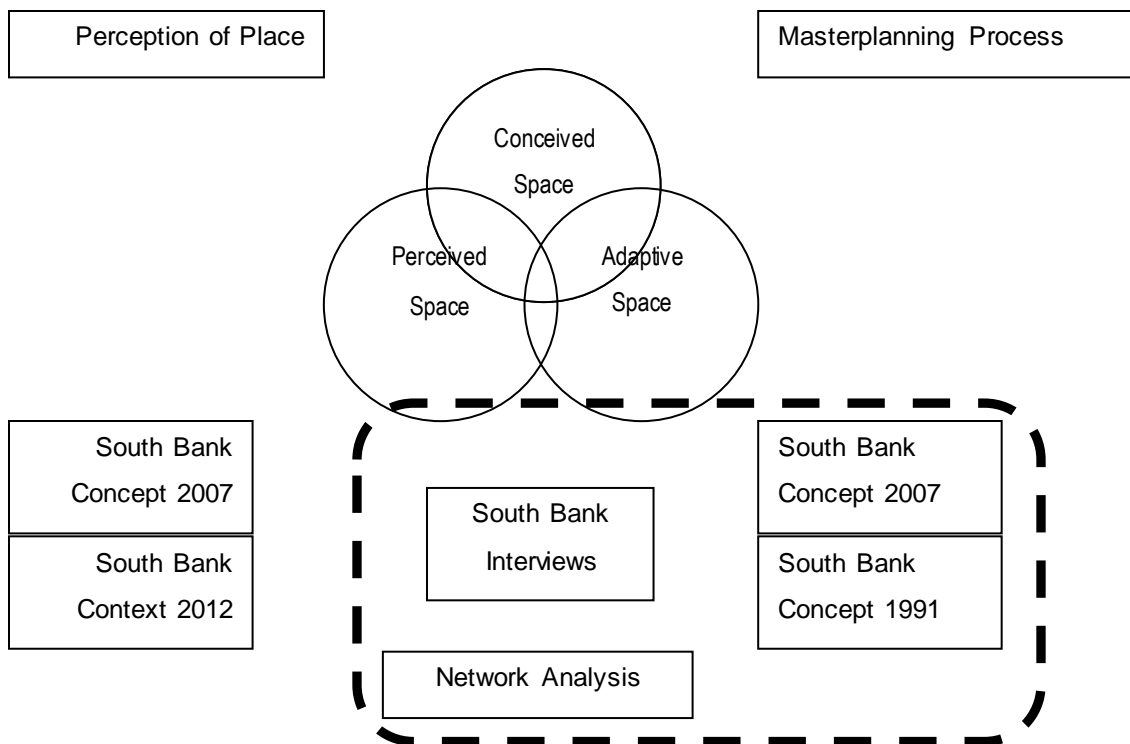 Perception of Place
Masterplanning Process
Conceived
Space
Perceived
Space
Adaptive
Space
South Bank
Concept 2007
South Bank
Context 2012
South Bank
Interviews
Network Analysis
South Bank
Concept 2007
South Bank
Concept 1991